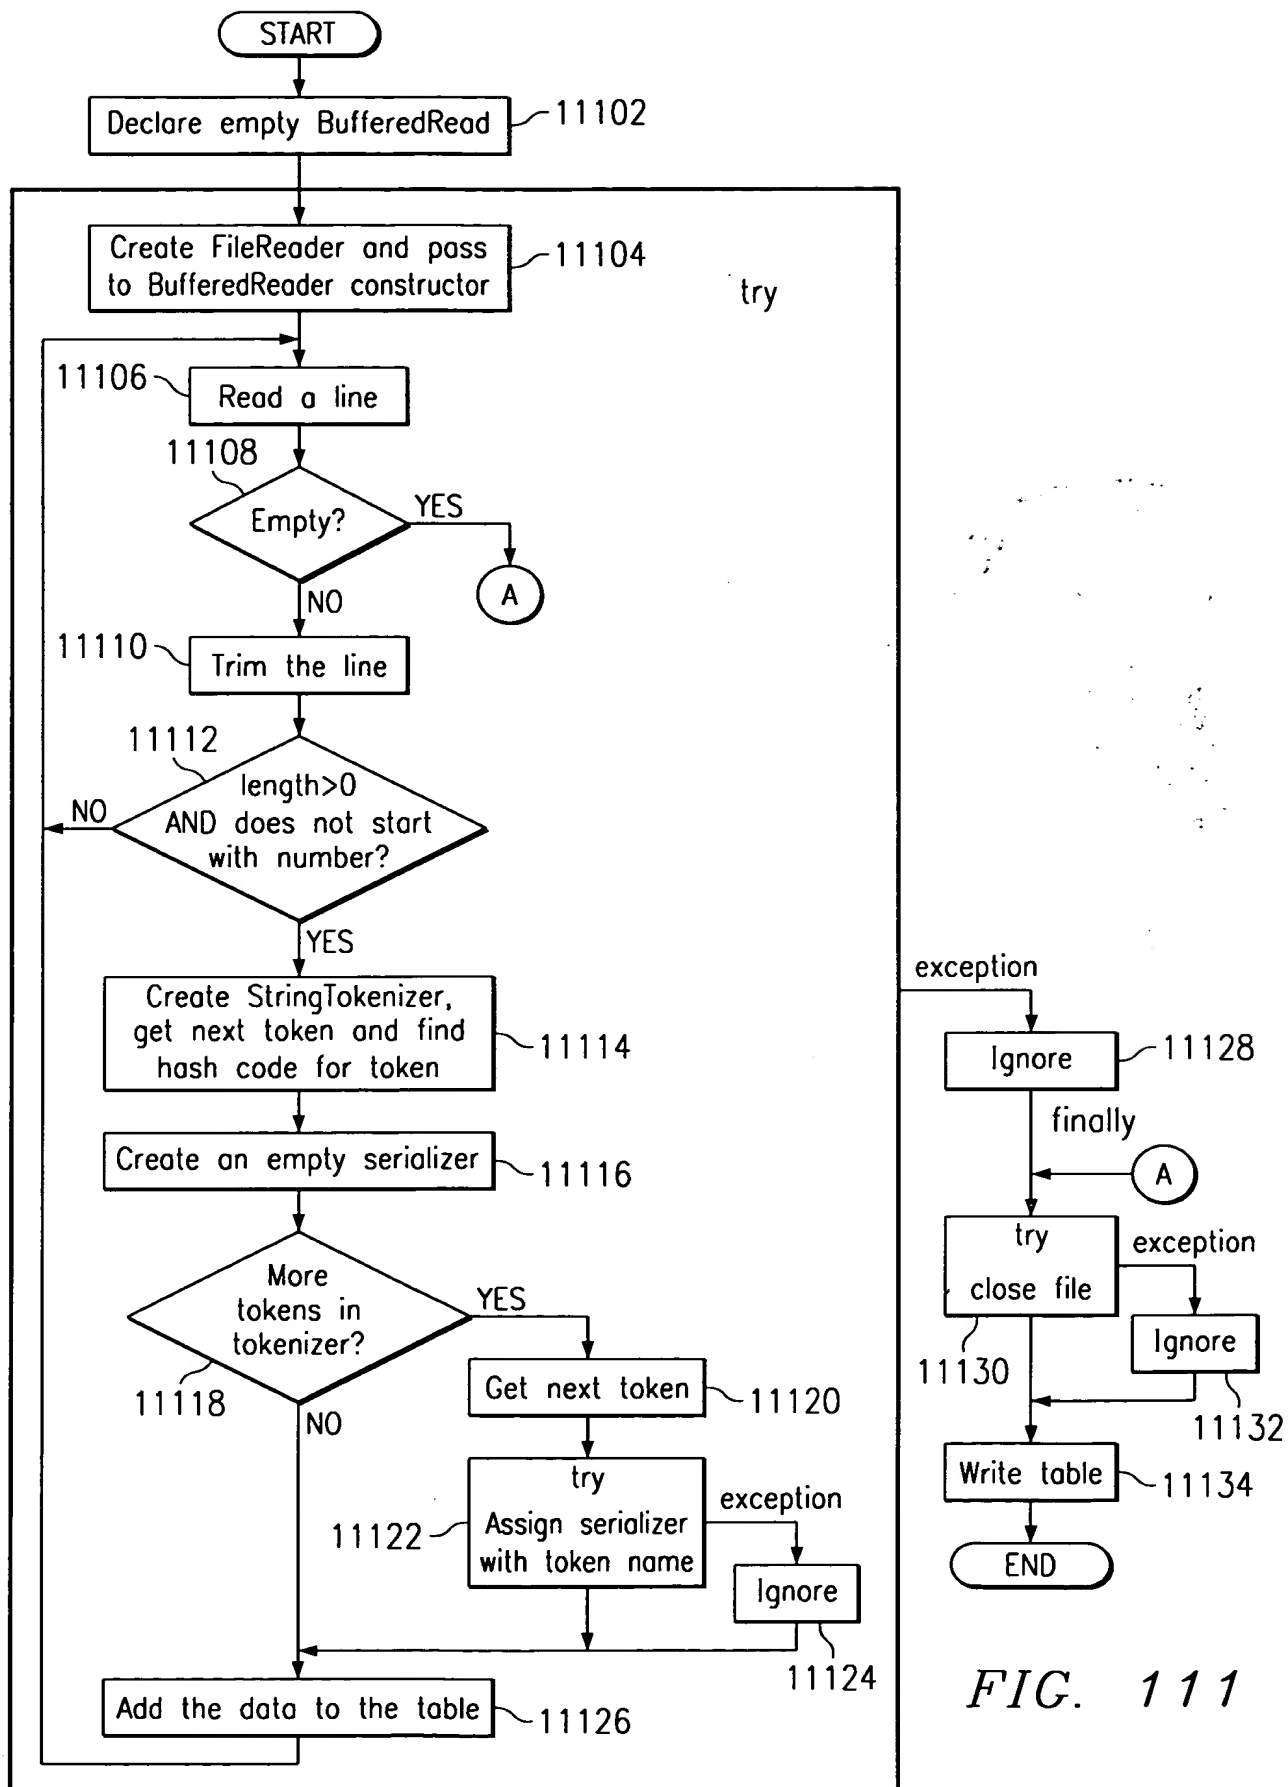 START
Declare empty BufferedRead
11102
Create FileReader and pass
to BufferedReader constructor
11104
try
11106
Read a line
11108
Empty?
YES
A
NO
11110
Trim the line
11112
length>0
AND does not start
with number?
NO
YES
Create StringTokenizer,
get next token and find
hash code for token
11114
Create an empty serializer
11116
More
tokens in
tokenizer?
YES
11118
NO
Get next token
11120
try
Assign serializer
with token name
11122
exception
Ignore
11124
Add the data to the table
11126
exception
Ignore
11128
finally
A
try
close file
exception
11130
Ignore
11132
Write table
11134
END
FIG. 111